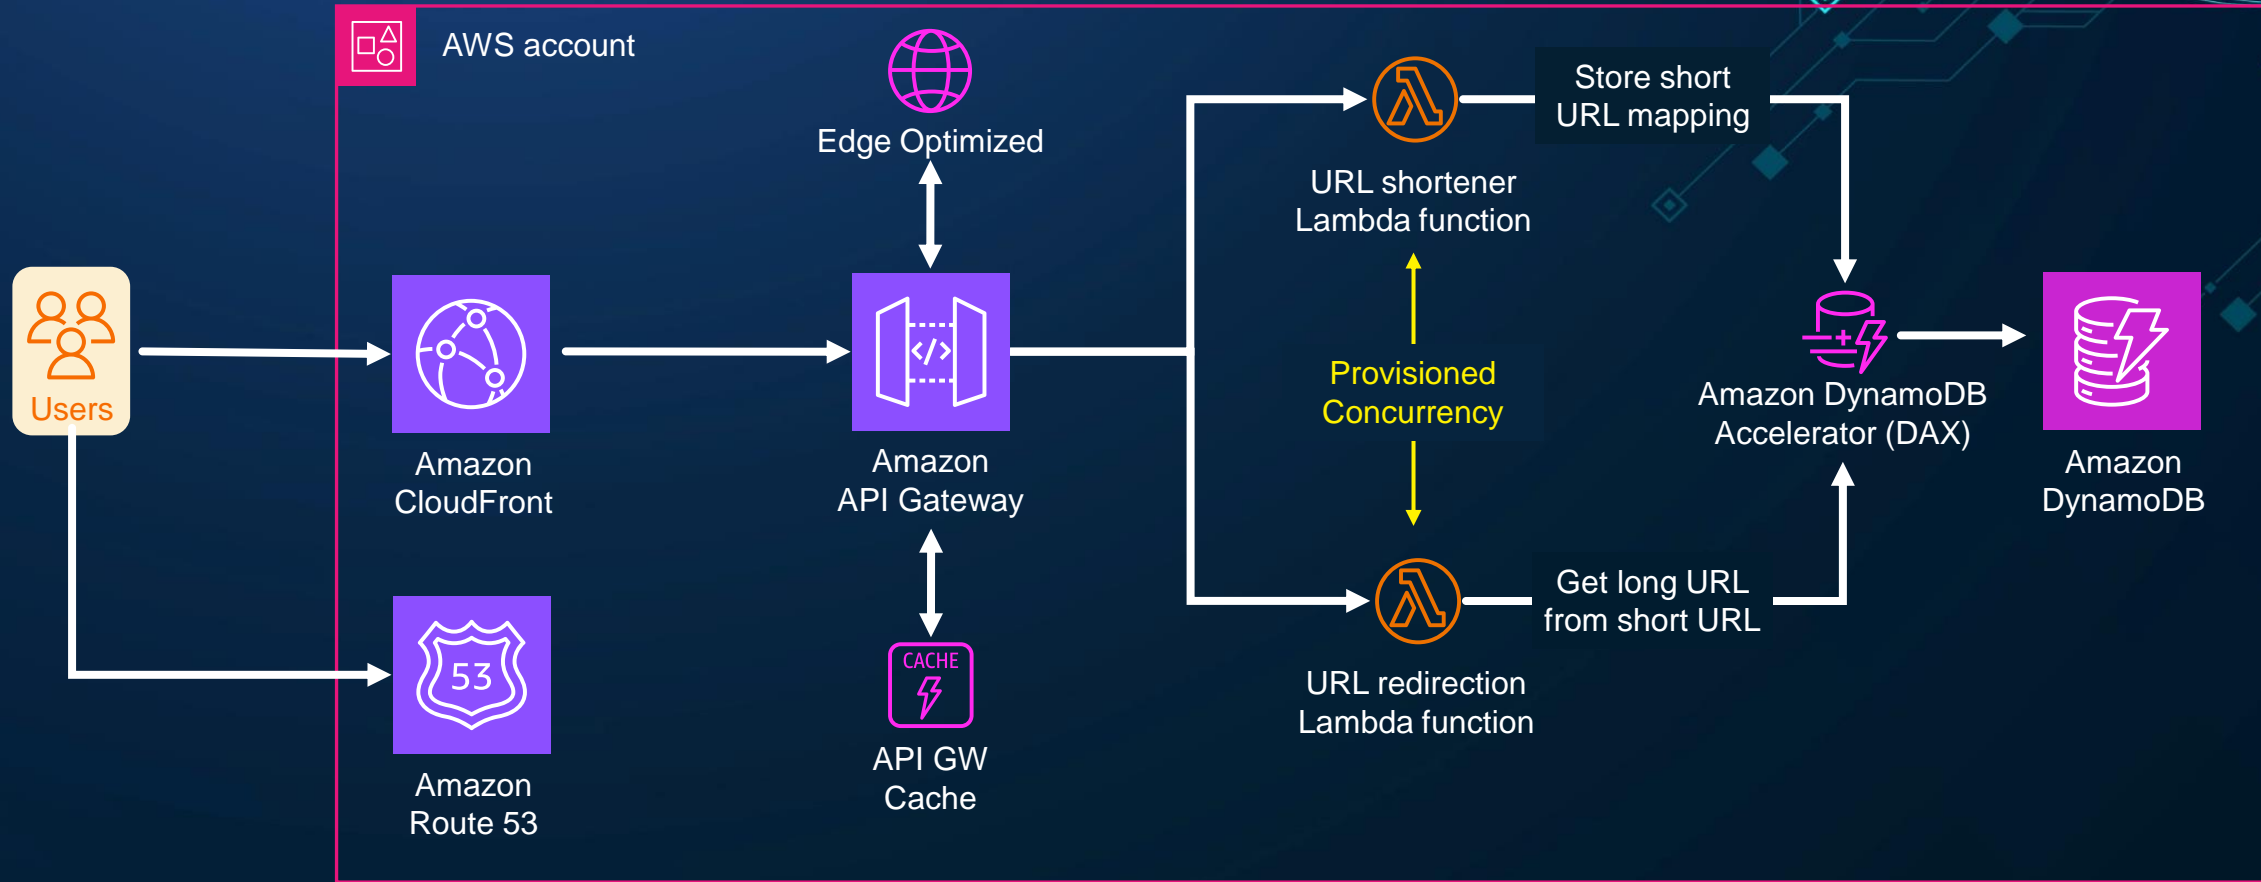 AWS account
Edge Optimized
Users
Amazon
CloudFront
Amazon
API Gateway
53
Amazon
Route 53
CACHE
API GW
Cache
URL shortener
Lambda function
Store short
URL mapping
Provisioned
Concurrency
URL redirection
Lambda function
Get long URL
from short URL
Amazon DynamoDB
Accelerator (DAX)
Amazon
DynamoDB